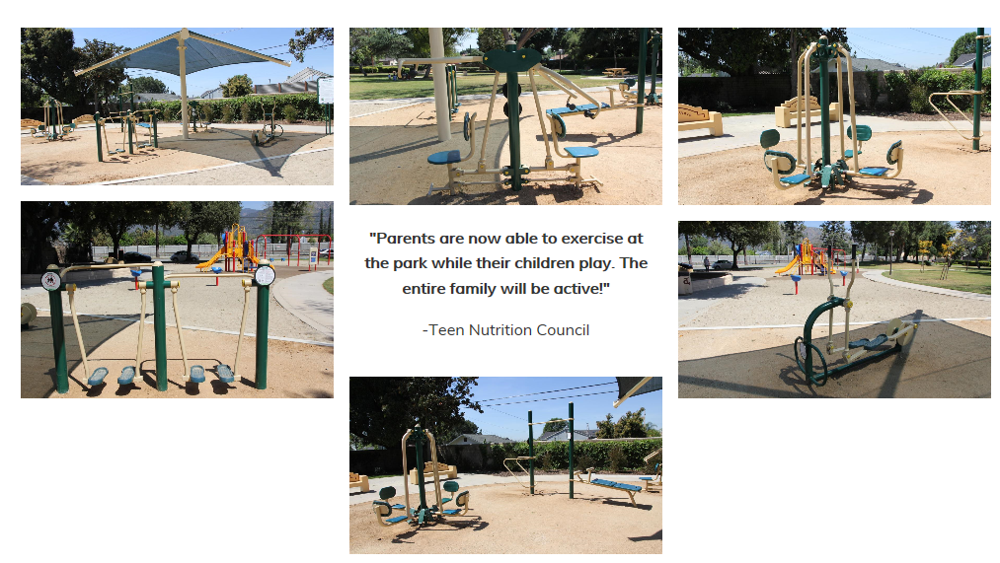 "Parents are now able to exercise at
the park while their children play. The
entire family will be active!"
-Teen Nutrition Council